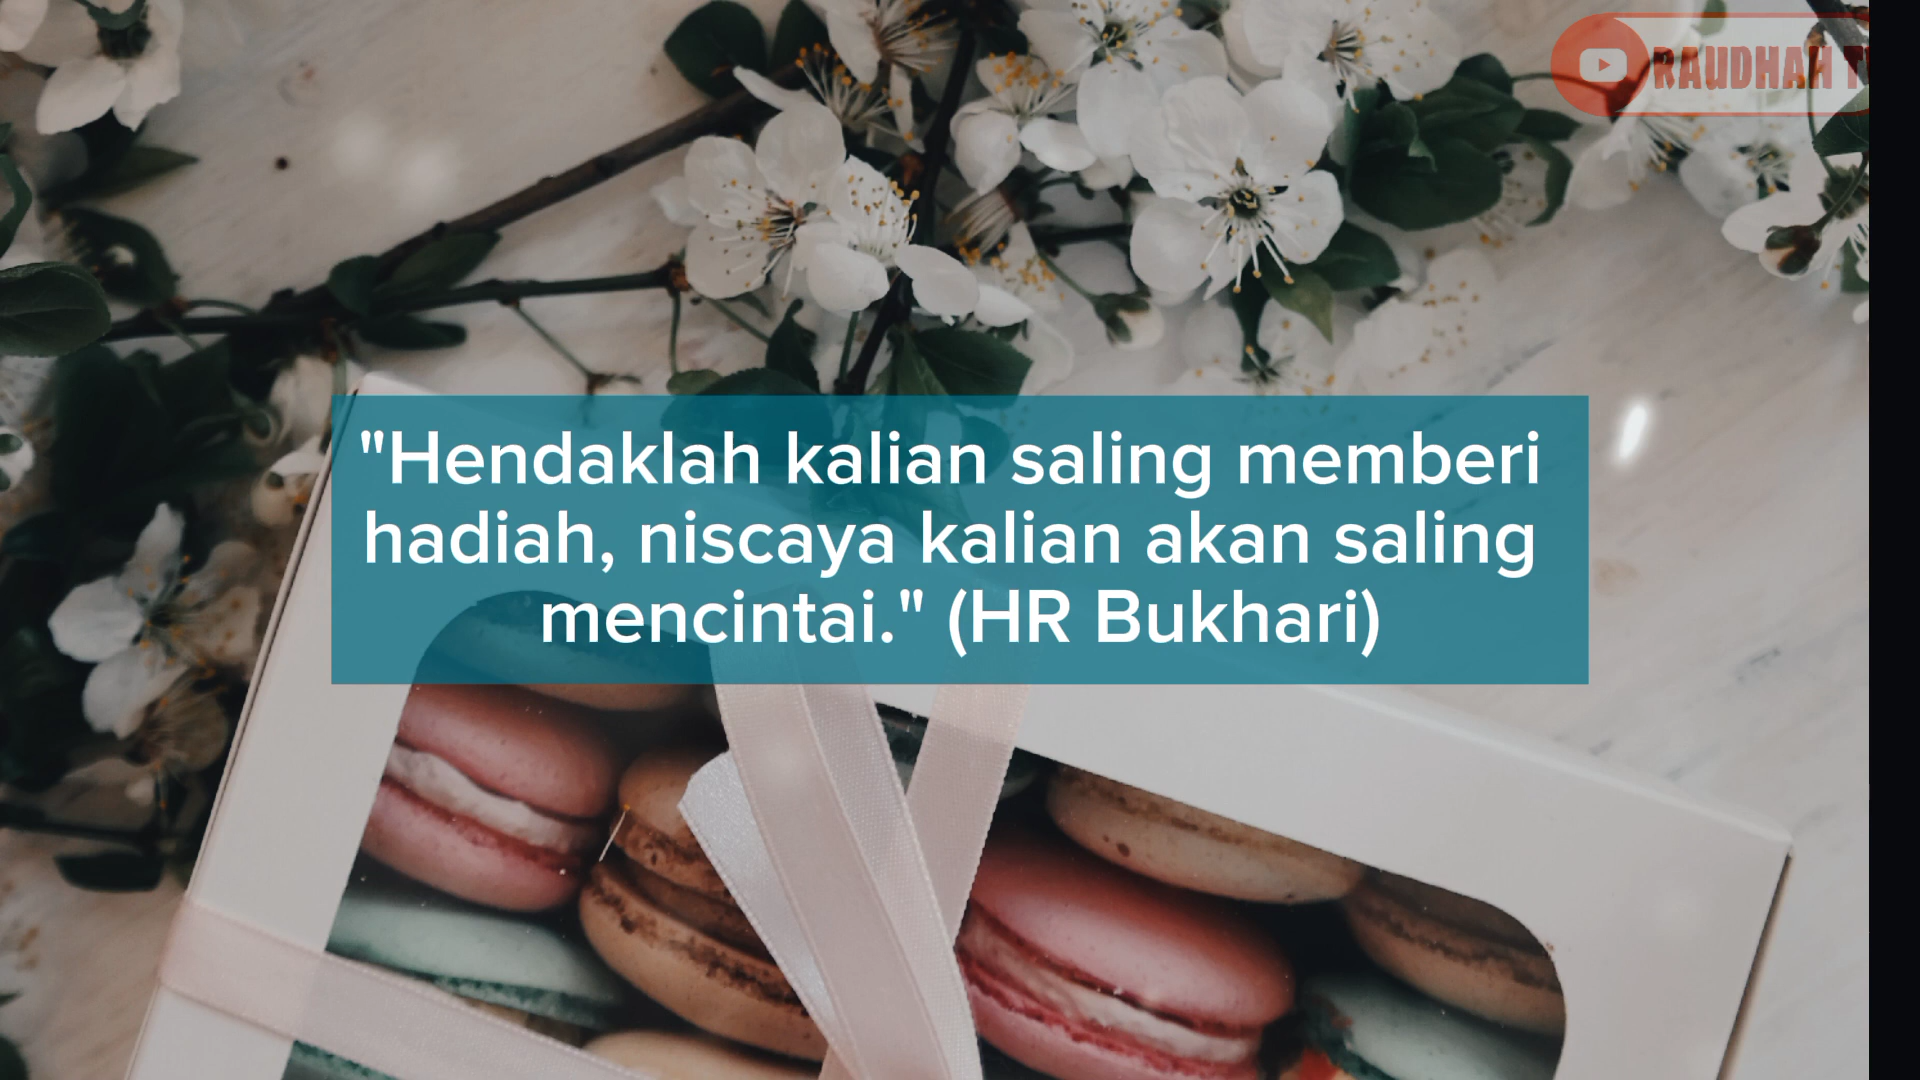 RAUDHAH T
"Hendaklah kalian saling memberi
hadiah, niscaya kalian akan saling
mencintai." (HR Bukhari)